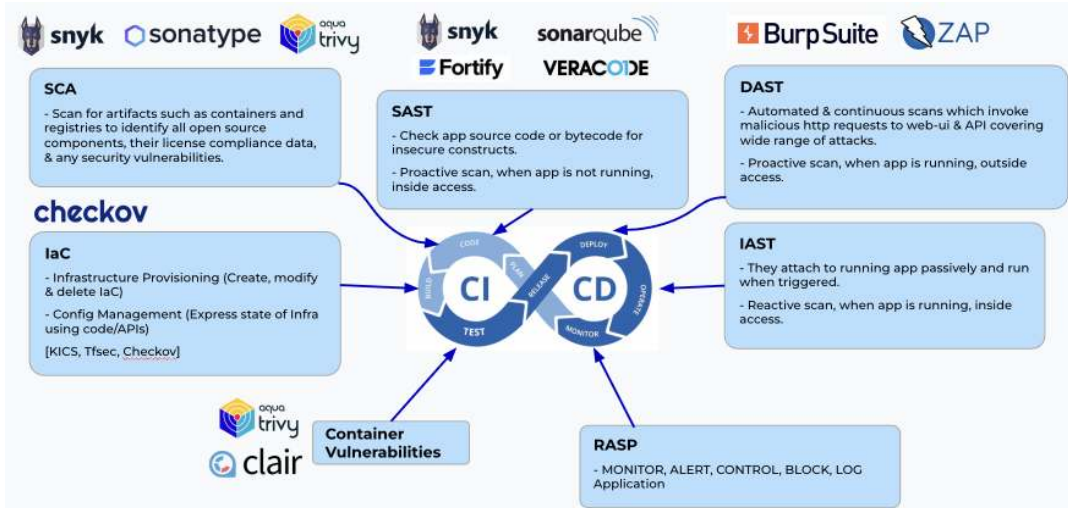 snyk
sonatype
aqua
trivy
snyk
sonarqube
Fortify
VERACODE
Burp Suite
ZAP
SCA
- Scan for artifacts such as containers and
registries to identify all open source
components, their license compliance data,
& any security vulnerabilities.
SAST
- Check app source code or bytecode for
insecure constructs.
- Proactive scan, when app is not running,
inside access.
DAST
- Automated & continuous scans which invoke
malicious http requests to web-ui & API covering
wide range of attacks.
- Proactive scan, when app is running, outside
access.
checkov
IaC
- Infrastructure Provisioning (Create, modify
& delete IaC)
- Config Management (Express state of Infra
using code/APIs)
[KICS, Tfsec, Checkov]
CODE
BUILD
CI
TEST
PLAN
RELEASE
DEPLOY
CD
OPERATE
MONITOR
IAST
- They attach to running app passively and run
when triggered.
- Reactive scan, when app is running, inside
access.
aqua
trivy
clair
Container
Vulnerabilities
RASP
- MONITOR, ALERT, CONTROL, BLOCK, LOG
Application